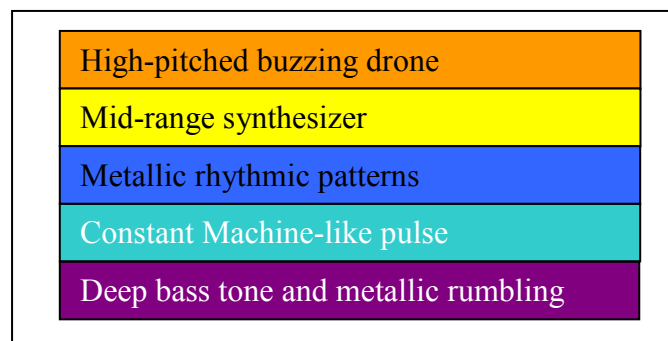 High-pitched buzzing drone
Mid-range synthesizer
Metallic rhythmic patterns
Constant Machine-like pulse
Deep bass tone and metallic rumbling